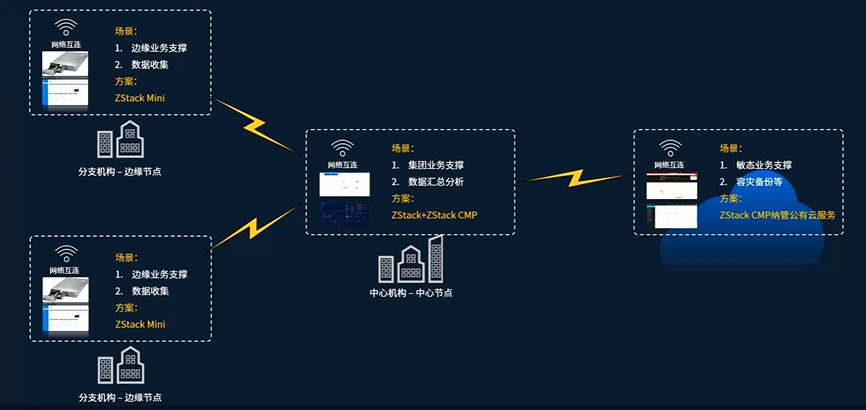 网络互连
场景：
1. 边缘业务支撑
2. 数据收集
方案：
ZStack Mini
分支机构 – 边缘节点
网络互连
场景：
1. 集团业务支撑
2. 数据汇总分析
方案：
ZStack+ZStack CMP
中心机构 – 中心节点
网络互连
场景：
1. 敏态业务支撑
2. 容灾备份等
方案：
ZStack CMP纳管公有云服务
网络互连
场景：
1. 边缘业务支撑
2. 数据收集
方案：
ZStack Mini
分支机构 – 边缘节点